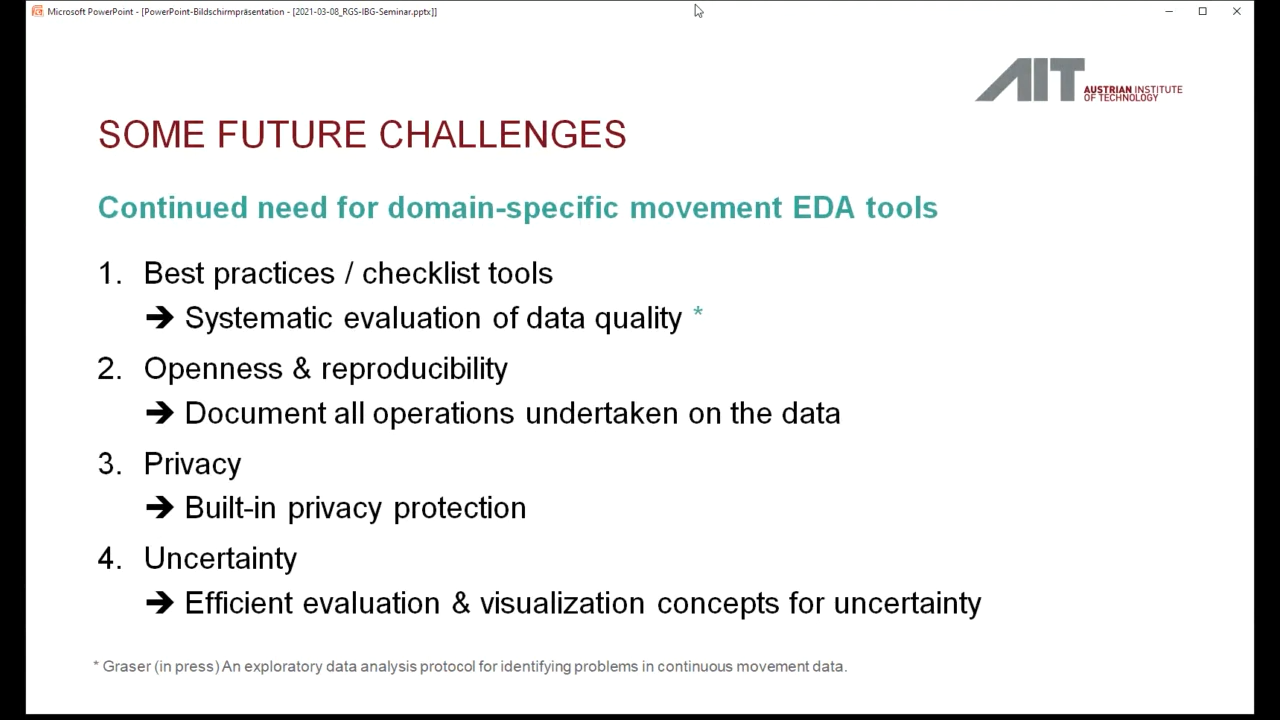 Microsoft PowerPoint - [PowerPoint-Bildschirmpräsentation - [2021-03-08_RGS-IBG-Seminar.pptx]]
AIT AUSTRIAN INSTITUTE
OF TECHNOLOGY
SOME FUTURE CHALLENGES
Continued need for domain-specific movement EDA tools
1. Best practices / checklist tools
➔ Systematic evaluation of data quality *
2. Openness & reproducibility
➔ Document all operations undertaken on the data
3. Privacy
➔ Built-in privacy protection
4. Uncertainty
➔ Efficient evaluation & visualization concepts for uncertainty
* Graser (in press) An exploratory data analysis protocol for identifying problems in continuous movement data.